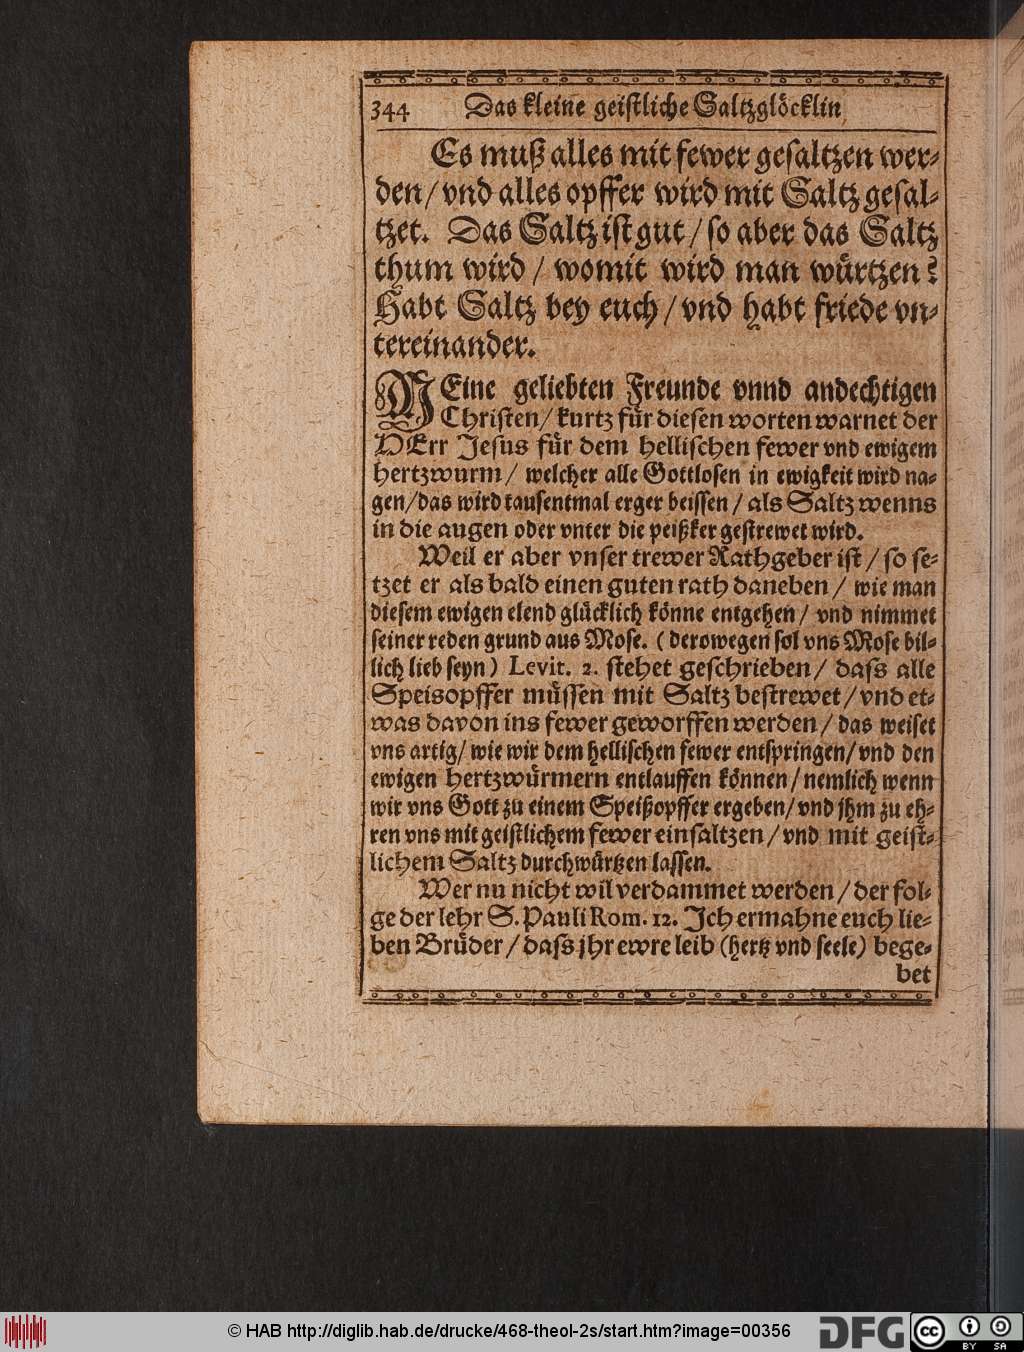 344 Das kleine geistliche Saltzglöcklin
Es muß alles mit fewer gesaltzen wer-
den / vnd alles opffer wird mit Saltz gesal-
tzet. Das Saltz ist gut / so aber das Saltz
thum wird / womit wird man würtzen?
Habt Saltz bey euch / vnd habt friede vn-
tereinander.
MEine geliebten Freunde vnnd andechtigen
Christen / kurtz für diesen worten warnet der
HErr Jesus für dem hellischen fewer vnd ewigem
hertzwurm / welcher alle Gottlosen in ewigkeit wird na-
gen / das wird tausentmal erger beissen / als Saltz wenns
in die augen oder vnter die peißker gestrewet wird.
Weil er aber vnser trewer Rathgeber ist / so se-
tzet er als bald einen guten rath daneben / wie man
diesem ewigen elend glücklich könne entgehen / vnd nimmet
seiner reden grund aus Mose. (derowegen sol vns Mose bil-
lich lieb seyn) Levit. 2. stehet geschrieben / dass alle
Speisopffer müssen mit Saltz bestrewet / vnd et-
was davon ins fewer geworffen werden / das weiset
vns artig / wie wir dem hellischen fewer entspringen / vnd den
ewigen hertzwürmern entlauffen können / nemlich wenn
wir vns Gott zu einem Speißopffer ergeben / vnd jhm zu eh-
ren vns mit geistlichem fewer einsaltzen / vnd mit geist-
lichem Saltz durchwürtzen lassen.
Wer nu nicht wil verdammet werden / der fol-
ge der lehr S. Pauli Rom. 12. Ich ermahne euch lie-
ben Brüder / dass jhr ewre leib (hertz vnd seele) bege-
bet
© HAB http://diglib.hab.de/drucke/468-theol-2s/start.htm?image=00356
DFG
cc
BY SA